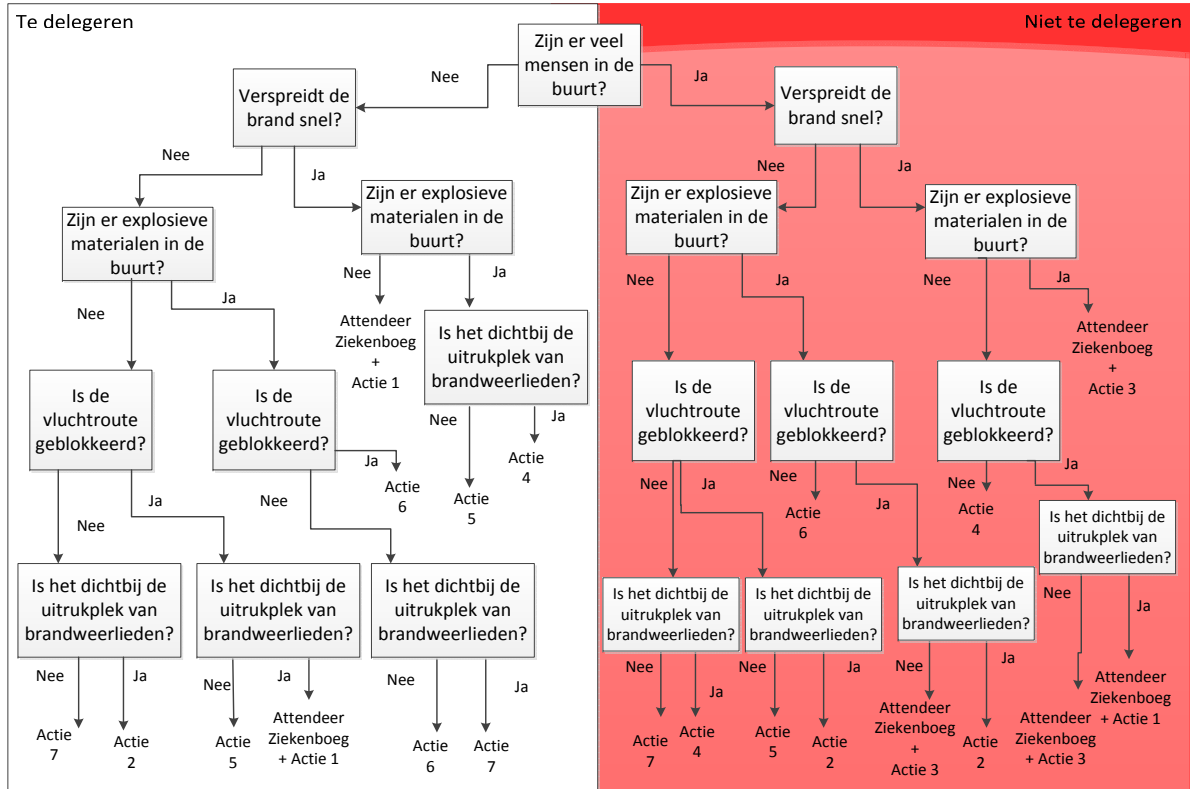 Te delegeren
Niet te delegeren
Zijn er veel
mensen in de
buurt?
Nee
Ja
Verspreidt de
brand snel?
Verspreidt de
brand snel?
Nee
Ja
Nee
Ja
Zijn er explosieve
materialen in de
buurt?
Zijn er explosieve
materialen in de
buurt?
Zijn er explosieve
materialen in de
buurt?
Zijn er explosieve
materialen in de
buurt?
Nee
Ja
Nee
Ja
Nee
Ja
Nee
Ja
Attendeer
Ziekenboeg
+
Actie 1
Is het dichtbij de
uitrukplek van
brandweerlieden?
Attendeer
Ziekenboeg
+
Actie 3
Is de
vluchtroute
geblokkeerd?
Is de
vluchtroute
geblokkeerd?
Is de
vluchtroute
geblokkeerd?
Is de
vluchtroute
geblokkeerd?
Is de
vluchtroute
geblokkeerd?
Nee
Ja
Actie
5
Actie
4
Nee
Ja
Nee
Ja
Actie
6
Nee
Ja
Nee
Ja
Actie
6
Nee
Ja
Actie
4
Is het dichtbij de
uitrukplek van
brandweerlieden?
Is het dichtbij de
uitrukplek van
brandweerlieden?
Is het dichtbij de
uitrukplek van
brandweerlieden?
Is het dichtbij de
uitrukplek van
brandweerlieden?
Is het dichtbij de
uitrukplek van
brandweerlieden?
Is het dichtbij de
uitrukplek van
brandweerlieden?
Is het dichtbij de
uitrukplek van
brandweerlieden?
Nee
Ja
Nee
Ja
Nee
Ja
Nee
Ja
Nee
Ja
Nee
Ja
Nee
Ja
Actie
7
Actie
2
Actie
5
Attendeer
Ziekenboeg
+ Actie 1
Actie
6
Actie
7
Actie
7
Actie
4
Actie
5
Actie
2
Attendeer
Ziekenboeg
+
Actie 3
Actie
2
Attendeer
Ziekenboeg
+ Actie 3
Attendeer
Ziekenboeg
+ Actie 1